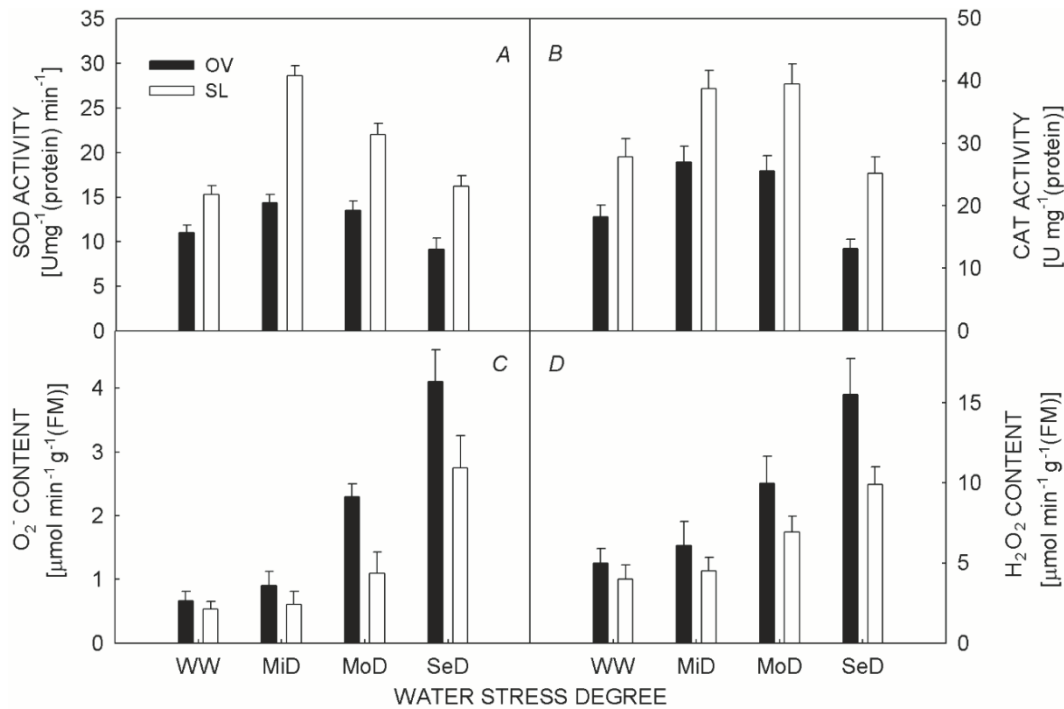 35
30
25
20
15
10
5
0
SOD ACTIVITY
[Umg⁻¹(protein) min⁻¹]
A
OV
SL
B
50
40
30
20
10
0
CAT ACTIVITY
[U mg⁻¹(protein)]
4
3
2
1
0
O₂⁻ CONTENT
[μmol min⁻¹ g⁻¹(FM)]
C
D
15
10
5
0
H₂O₂ CONTENT
[μmol min⁻¹ g⁻¹(FM)]
WW MiD MoD SeD WW MiD MoD SeD
WATER STRESS DEGREE